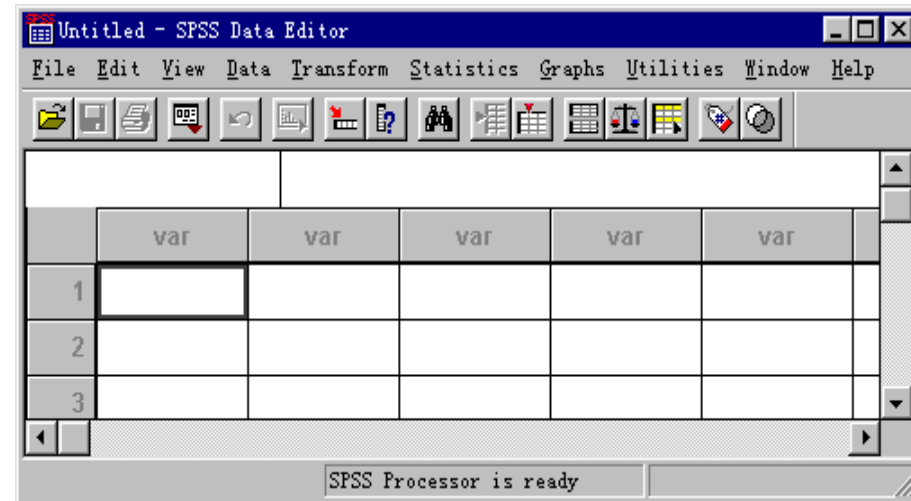 Untitled - SPSS Data Editor
File Edit View Data Transform Statistics Graphs Utilities Window Help
var var var var var
1
2
3
SPSS Processor is ready